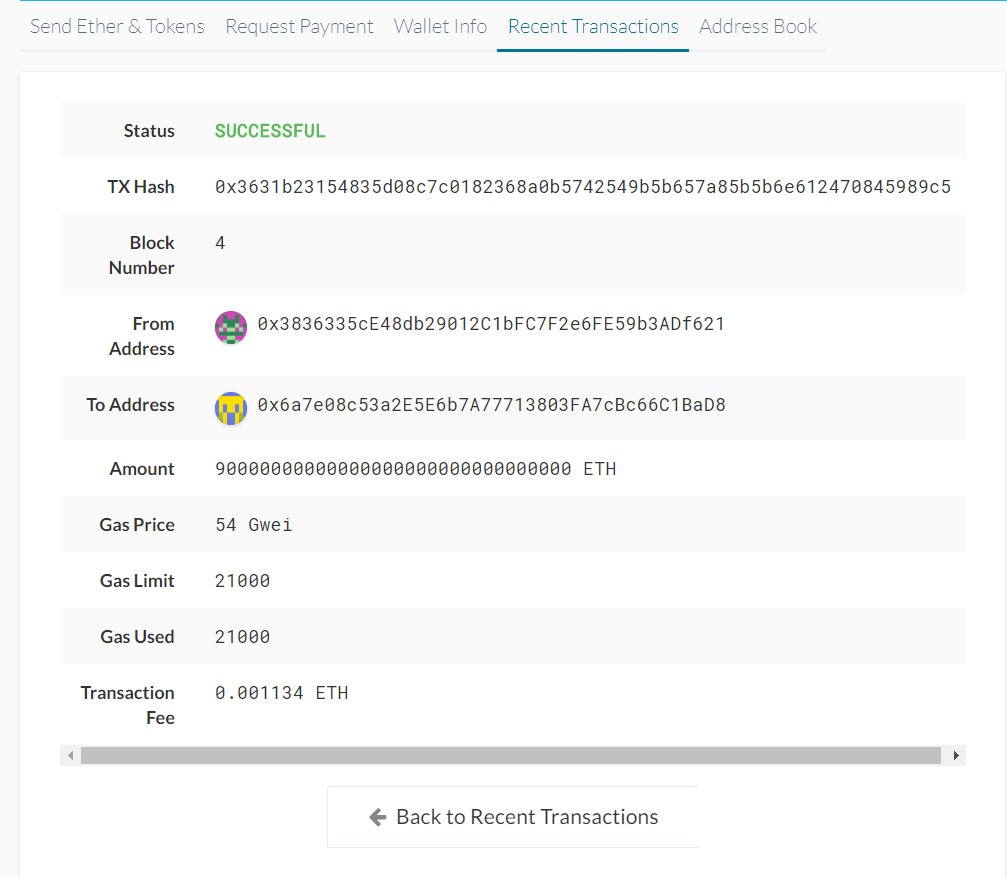 Send Ether & Tokens Request Payment Wallet Info Recent Transactions Address Book
Status SUCCESSFUL
TX Hash 0x3631b23154835d08c7c0182368a0b5742549b5b657a85b5b6e612470845989c5
Block Number 4
From Address 0x3836335cE48db29012C1bFC7F2e6FE59b3ADf621
To Address 0x6a7e08c53a2E5E6b7A77713803FA7cBc66C1BaD8
Amount 90000000000000000000000000000000 ETH
Gas Price 54 Gwei
Gas Limit 21000
Gas Used 21000
Transaction Fee 0.001134 ETH
Back to Recent Transactions